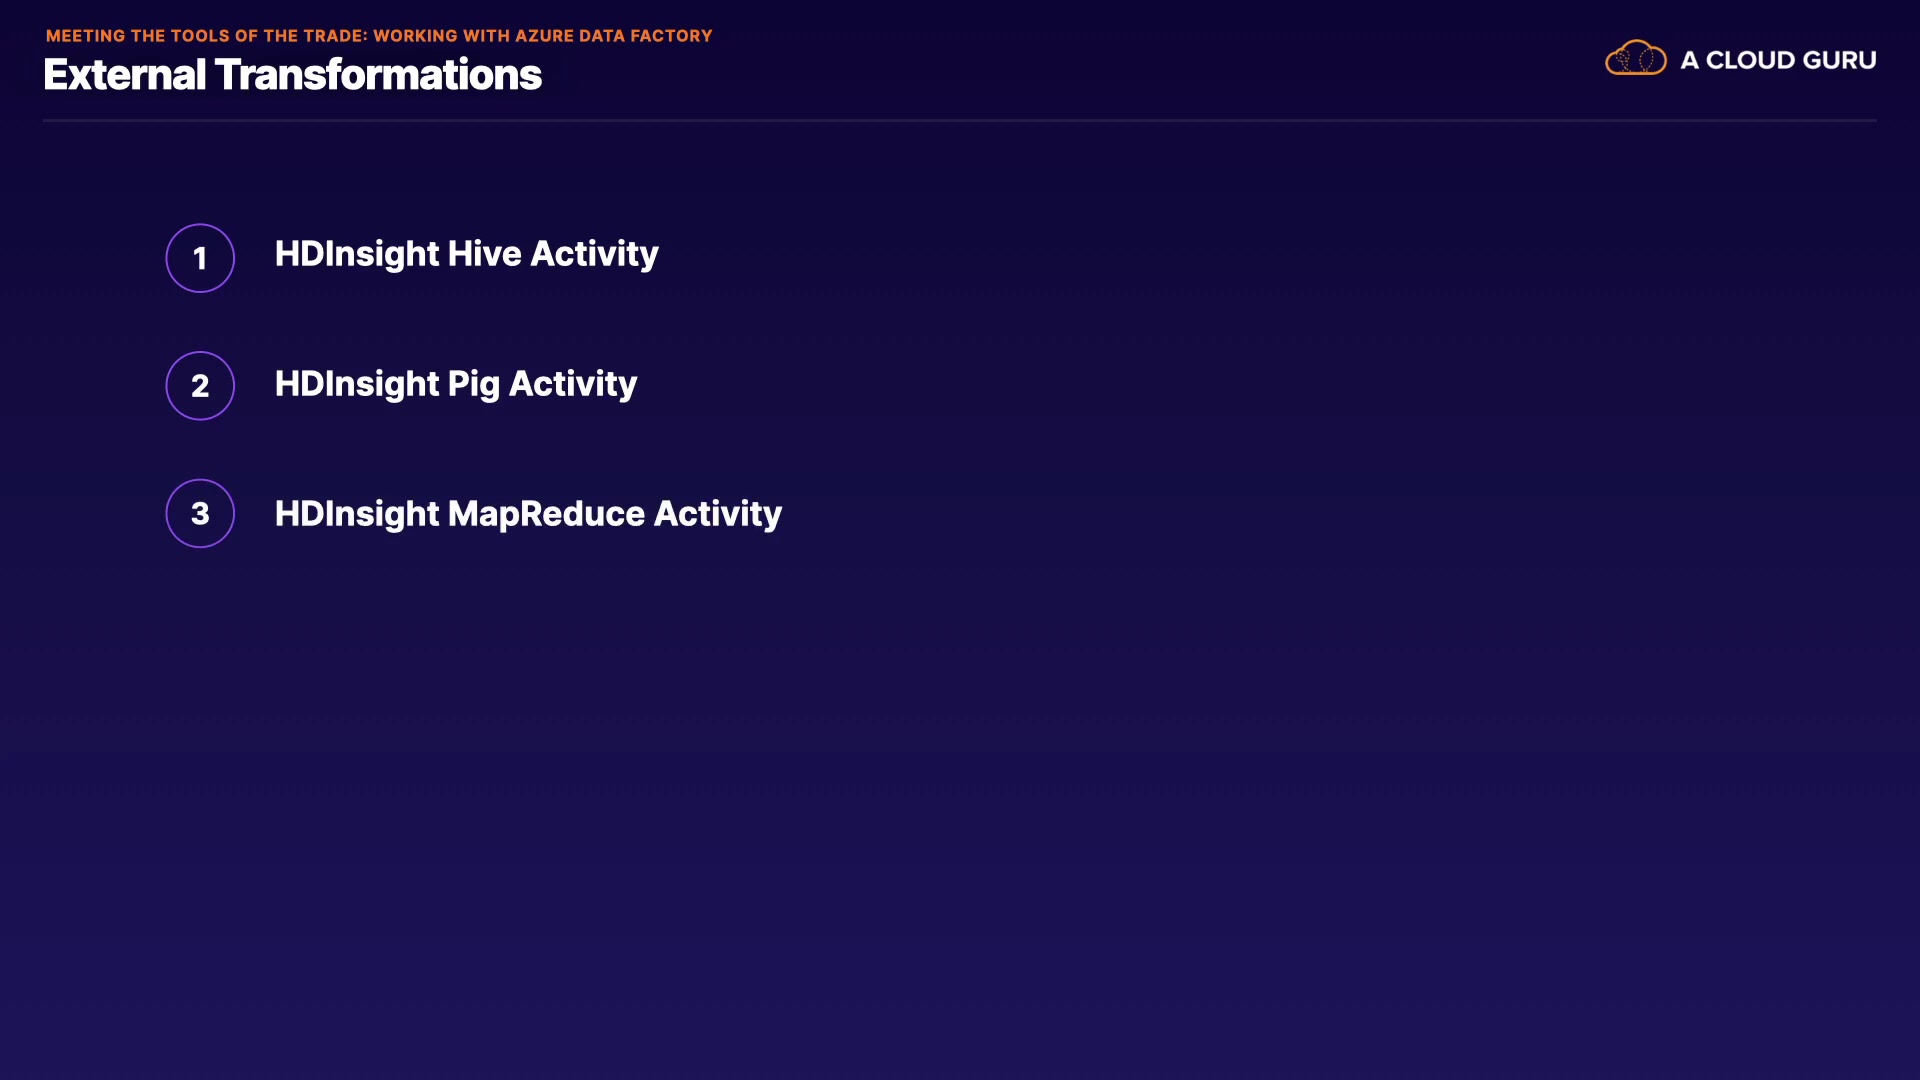 MEETING THE TOOLS OF THE TRADE: WORKING WITH AZURE DATA FACTORY
External Transformations
A CLOUD GURU
1 HDInsight Hive Activity
2 HDInsight Pig Activity
3 HDInsight MapReduce Activity